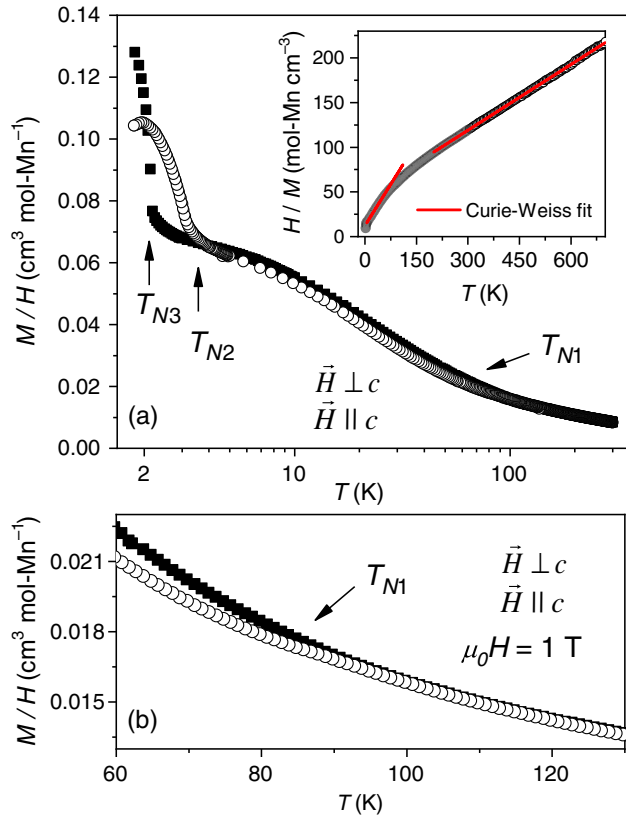 (a)
0.14
0.12
0.10
0.08
0.06
0.04
0.02
0.00
M / H (cm³ mol-Mn⁻¹)
200
150
100
50
0
H / M (mol-Mn cm⁻³)
Curie-Weiss fit
0 150 300 450 600
T (K)
T_N3
T_N2
T_N1
H⃗ ⊥ c
H⃗ || c
2 10 100
T (K)
0.021
0.018
0.015
M / H (cm³ mol-Mn⁻¹)
T_N1
H⃗ ⊥ c
H⃗ || c
μ₀H = 1 T
(b)
60 80 100 120
T (K)